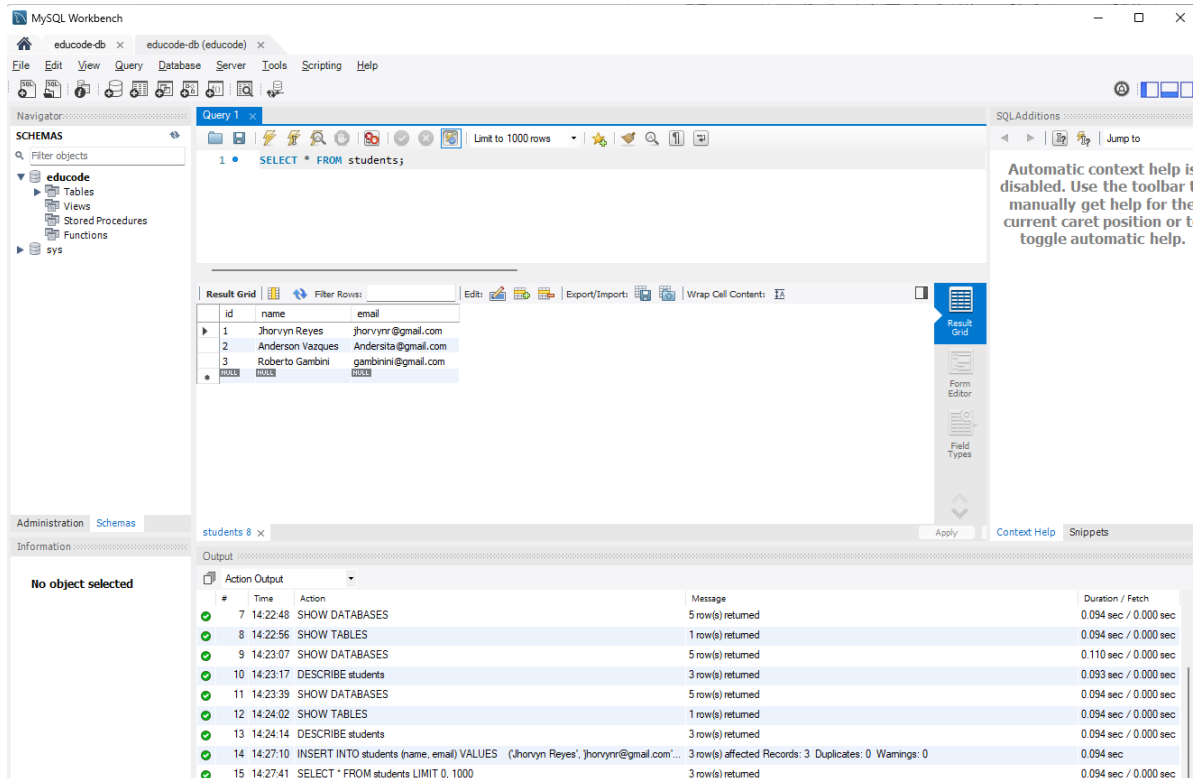 MySQL Workbench
educode-db
educode-db (educode)
File Edit View Query Database Server Tools Scripting Help
Navigator
SCHEMAS
Filter objects
educode
Tables
Views
Stored Procedures
Functions
sys
Administration Schemas
Information
No object selected
Query 1
Limit to 1000 rows
1 SELECT * FROM students;
Result Grid Filter Rows: Edit: Export/Import: Wrap Cell Content:
id name email
1 Jhorvyn Reyes jhorvynr@gmail.com
2 Anderson Vazques Andersita@gmail.com
3 Roberto Gambini gambinini@gmail.com
NULL NULL NULL
Result
Grid
Form
Editor
Field
Types
students 8
Apply
SQLAdditions
Jump to
Automatic context help is
disabled. Use the toolbar t
manually get help for the
current caret position or to
toggle automatic help.
Context Help Snippets
Output
Action Output
# Time Action Message Duration / Fetch
7 14:22:48 SHOW DATABASES 5 row(s) returned 0.094 sec / 0.000 sec
8 14:22:56 SHOW TABLES 1 row(s) returned 0.094 sec / 0.000 sec
9 14:23:07 SHOW DATABASES 5 row(s) returned 0.110 sec / 0.000 sec
10 14:23:17 DESCRIBE students 3 row(s) returned 0.093 sec / 0.000 sec
11 14:23:39 SHOW DATABASES 5 row(s) returned 0.094 sec / 0.000 sec
12 14:24:02 SHOW TABLES 1 row(s) returned 0.094 sec / 0.000 sec
13 14:24:14 DESCRIBE students 3 row(s) returned 0.094 sec / 0.000 sec
14 14:27:10 INSERT INTO students (name, email) VALUES ('Jhorvyn Reyes', 'jhorvynr@gmail.com'... 3 row(s) affected Records: 3 Duplicates: 0 Warnings: 0 0.094 sec
15 14:27:41 SELECT * FROM students LIMIT 0, 1000 3 row(s) returned 0.094 sec / 0.000 sec